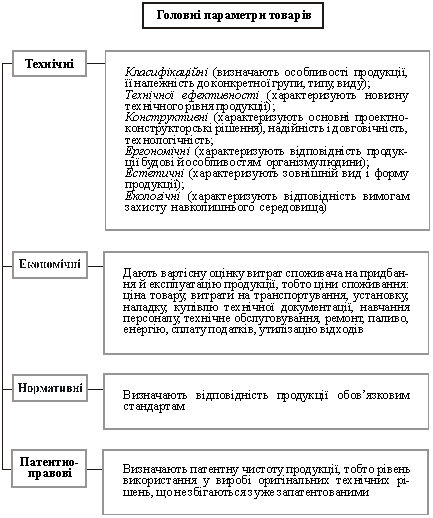 Головні параметри товарів
Технічні
Класифікаційні (визначають особливості продукції,
її належність до конкретної групи, типу, виду);
Технічної ефективності (характеризують новизну
технічного рівня продукції);
Конструктивні (характеризують основні проектно-
конструкторські рішення), надійність і довговічність,
технологічність;
Ергономічні (характеризують відповідність продук-
ції будові й особливостям організму людини);
Естетичні (характеризують зовнішній вид і форму
продукції);
Екологічні (характеризують відповідність вимогам
захисту навколишнього середовища)
Економічні
Дають вартісну оцінку витрат споживача на придбан-
ня й експлуатацію продукції, тобто ціни споживання:
ціна товару, витрати на транспортування, установку,
наладку, купівлю технічної документації, навчання
персоналу, технічне обслуговування, ремонт, паливо,
енергію, сплату податків, утилізацію відходів
Нормативні
Визначають відповідність продукції обов’язковим
стандартам
Патентно-
правові
Визначають патентну чистоту продукції, тобто рівень
використання у виробі оригінальних технічних рі-
шень, що не збігаються з уже запатентованими